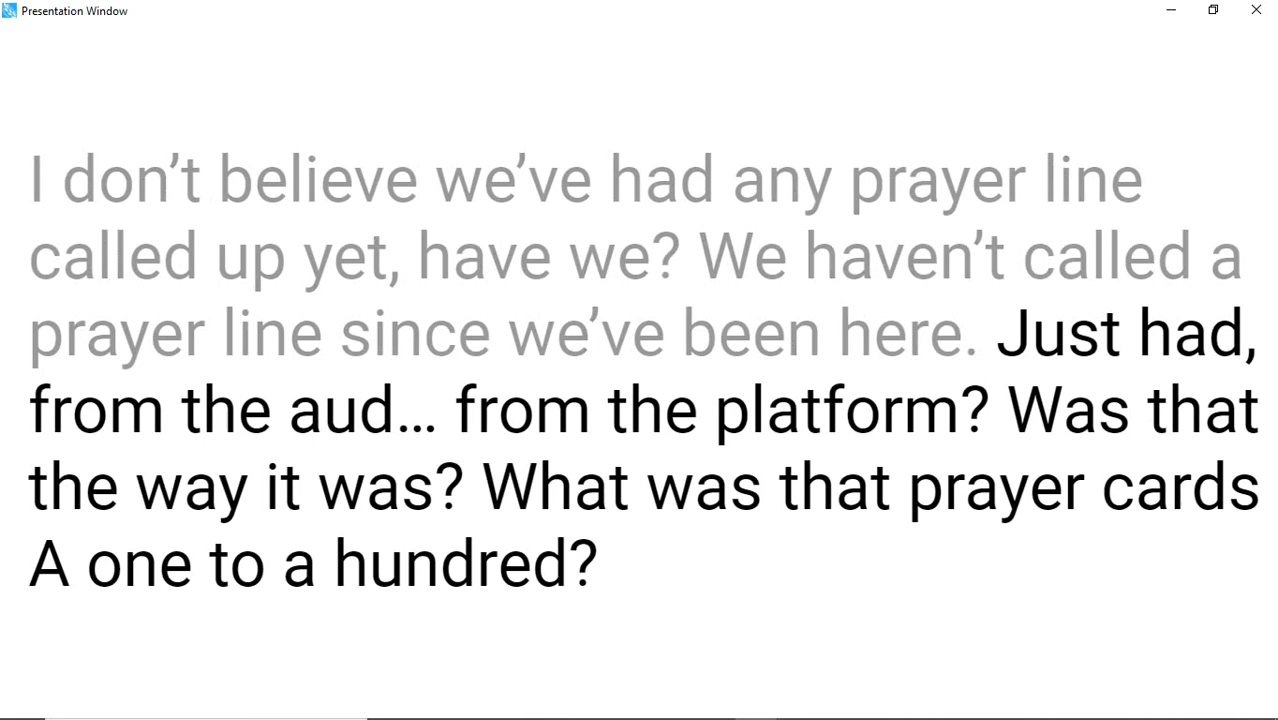 Presentation Window
I don’t believe we’ve had any prayer line
called up yet, have we? We haven’t called a
prayer line since we’ve been here. Just had,
from the aud... from the platform? Was that
the way it was? What was that prayer cards
A one to a hundred?